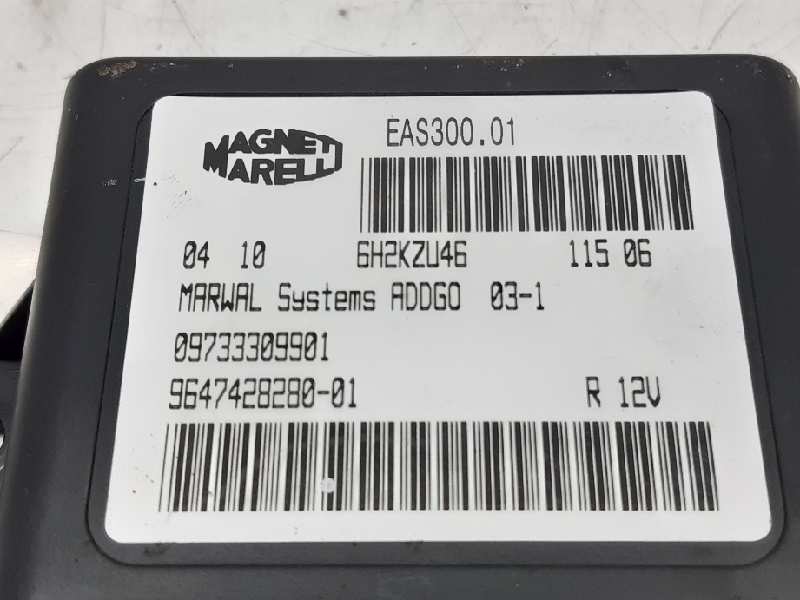 MAGNETI
MARELLI
EAS300.01
04 10 6H2KZU46 115 06
MARWAL Systems ADDGO 03-1
09733309901
9647428280-01 R 12V